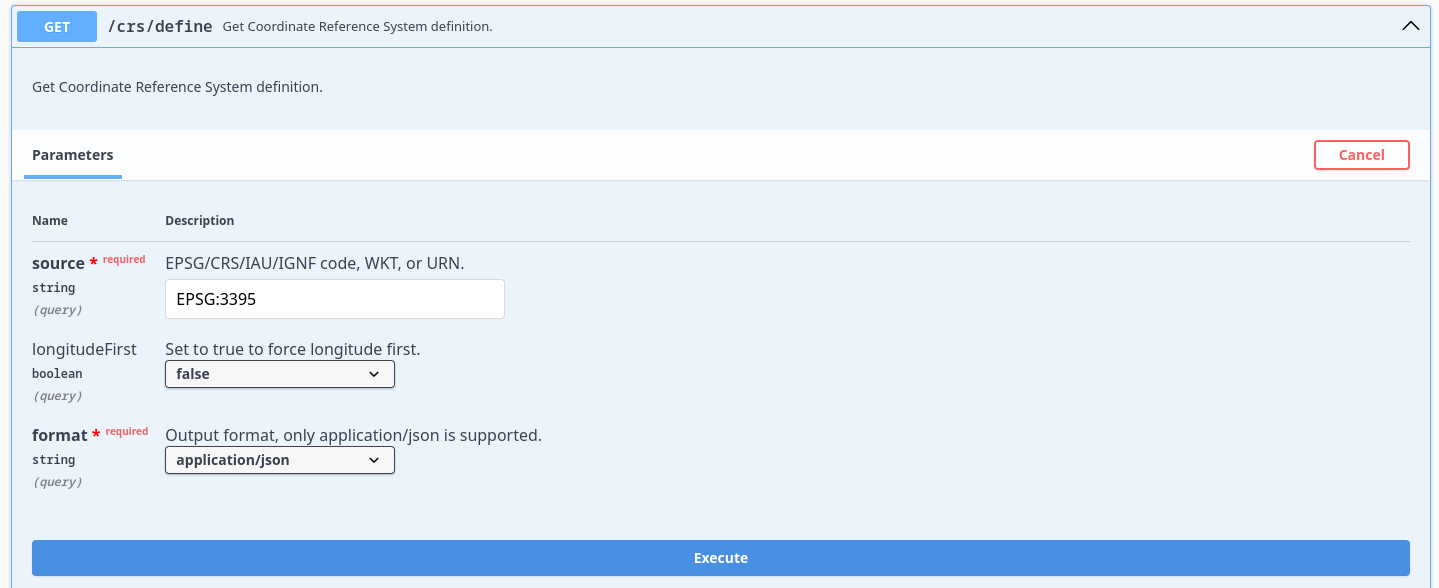 GET /crs/define Get Coordinate Reference System definition.
Get Coordinate Reference System definition.
Parameters Cancel
Name Description
source * required EPSG/CRS/IAU/IGNF code, WKT, or URN.
string
(query)
EPSG:3395
longitudeFirst Set to true to force longitude first.
boolean
(query)
false
format * required Output format, only application/json is supported.
string
(query)
application/json
Execute